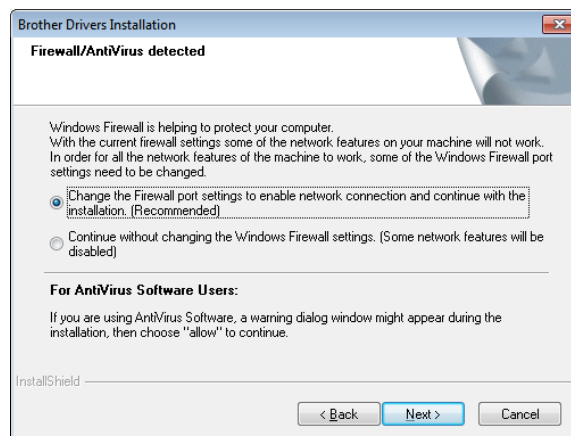 Brother Drivers Installation
Firewall/AntiVirus detected
Windows Firewall is helping to protect your computer.
With the current firewall settings some of the network features on your machine will not work.
In order for all the network features of the machine to work, some of the Windows Firewall port
settings need to be changed.
Change the Firewall port settings to enable network connection and continue with the
installation. (Recommended)
Continue without changing the Windows Firewall settings. (Some network features will be
disabled)
For AntiVirus Software Users:
If you are using AntiVirus Software, a warning dialog window might appear during the
installation, then choose "allow" to continue.
InstallShield
< Back
Next >
Cancel